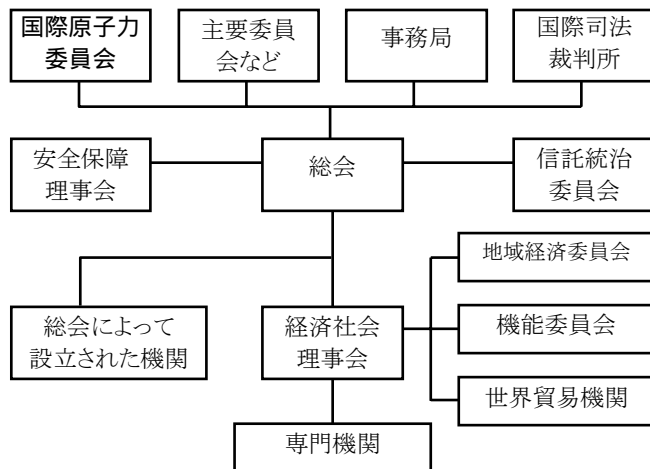 国際原子力
委員会
主要委員
会など
事務局
国際司法
裁判所
安全保障
理事会
総会
信託統治
委員会
地域経済委員会
総会によって
設立された機関
経済社会
理事会
機能委員会
世界貿易機関
専門機関